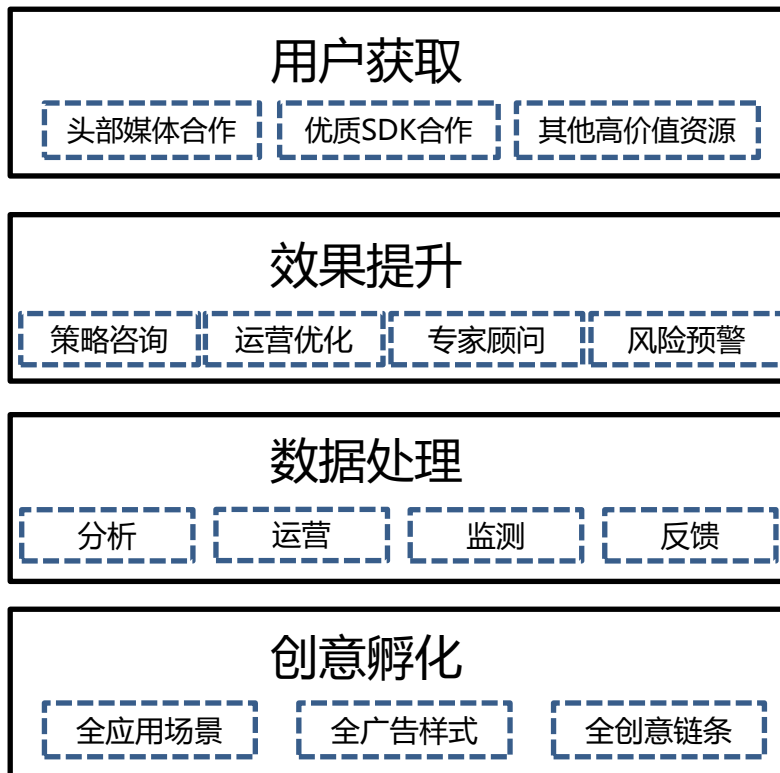 用户获取
头部媒体合作 优质SDK合作 其他高价值资源
效果提升
策略咨询 运营优化 专家顾问 风险预警
数据处理
分析 运营 监测 反馈
创意孵化
全应用场景 全广告样式 全创意链条